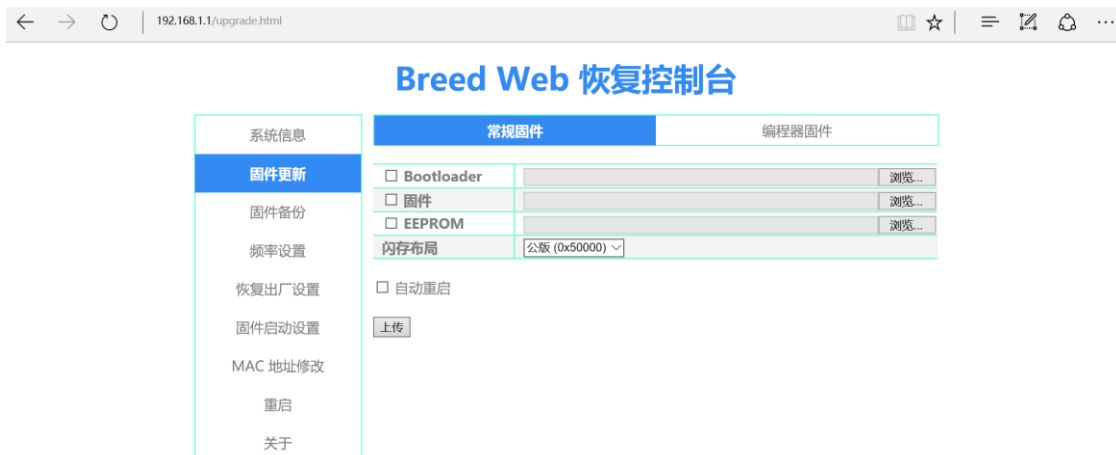 192.168.1.1/upgrade.html
Breed Web 恢复控制台
系统信息
固件更新
固件备份
频率设置
恢复出厂设置
固件启动设置
MAC 地址修改
重启
关于
常规固件 编程器固件
Bootloader 浏览...
固件 浏览...
EEPROM 浏览...
闪存布局 公版 (0x50000)
自动重启
上传